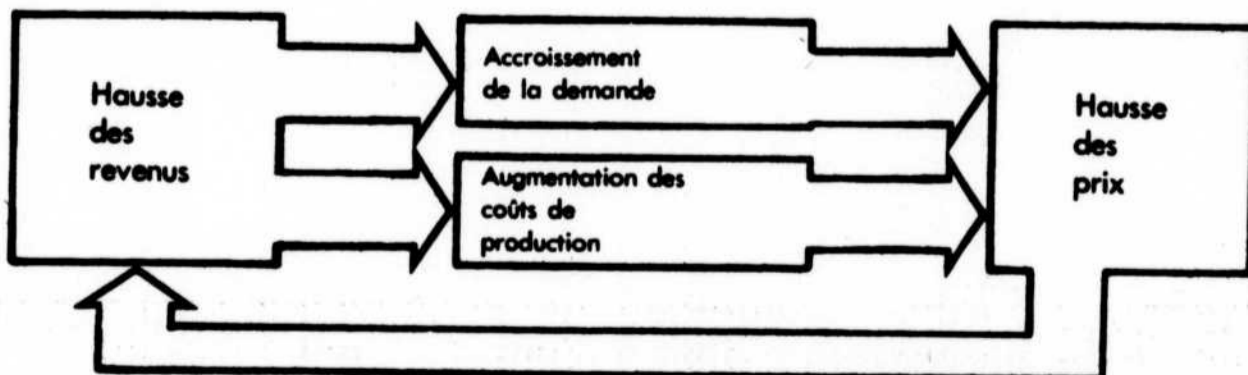 Hausse
des
revenus
Accroissement
de la demande
Augmentation des
coûts de
production
Hausse
des
prix